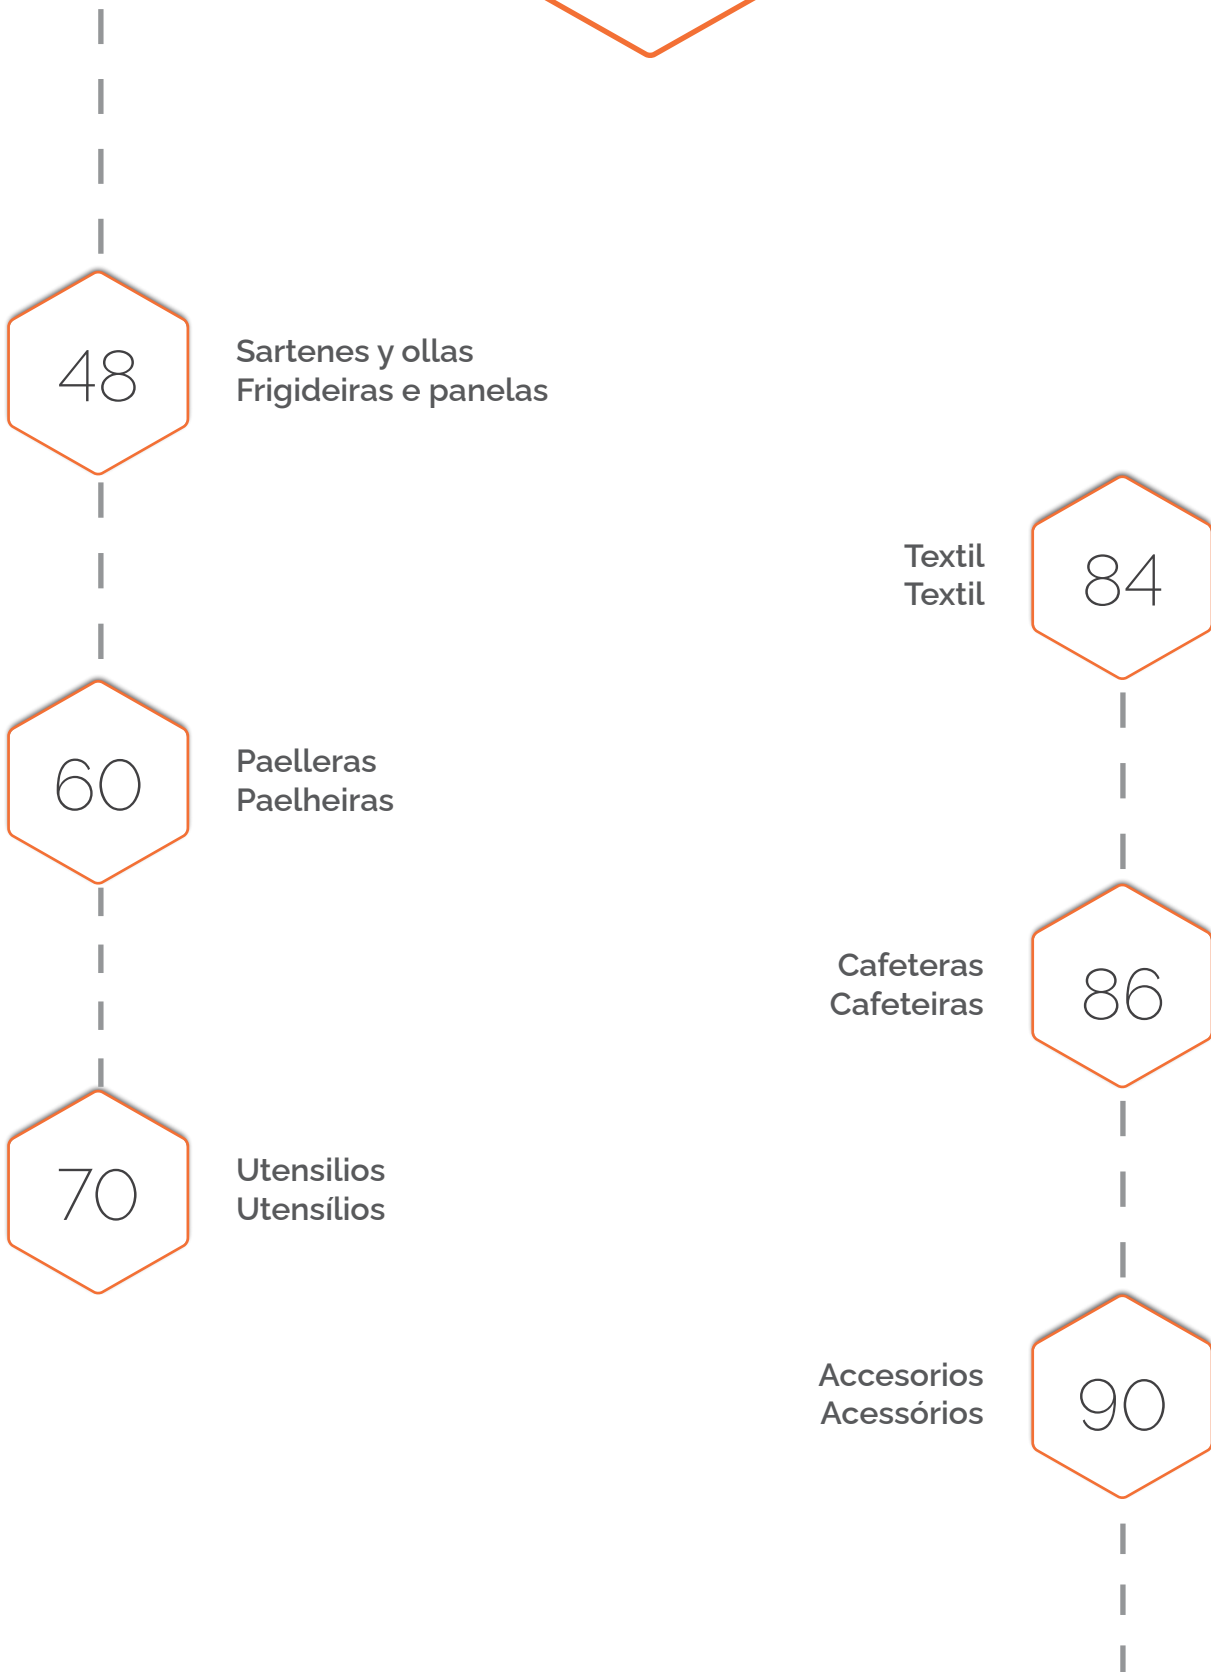 48
Sartenes y ollas
Frigideiras e panelas
60
Paelleras
Paelheiras
70
Utensilios
Utensílios
Textil
Textil
84
Cafeteras
Cafeteiras
86
Accesorios
Acessórios
90